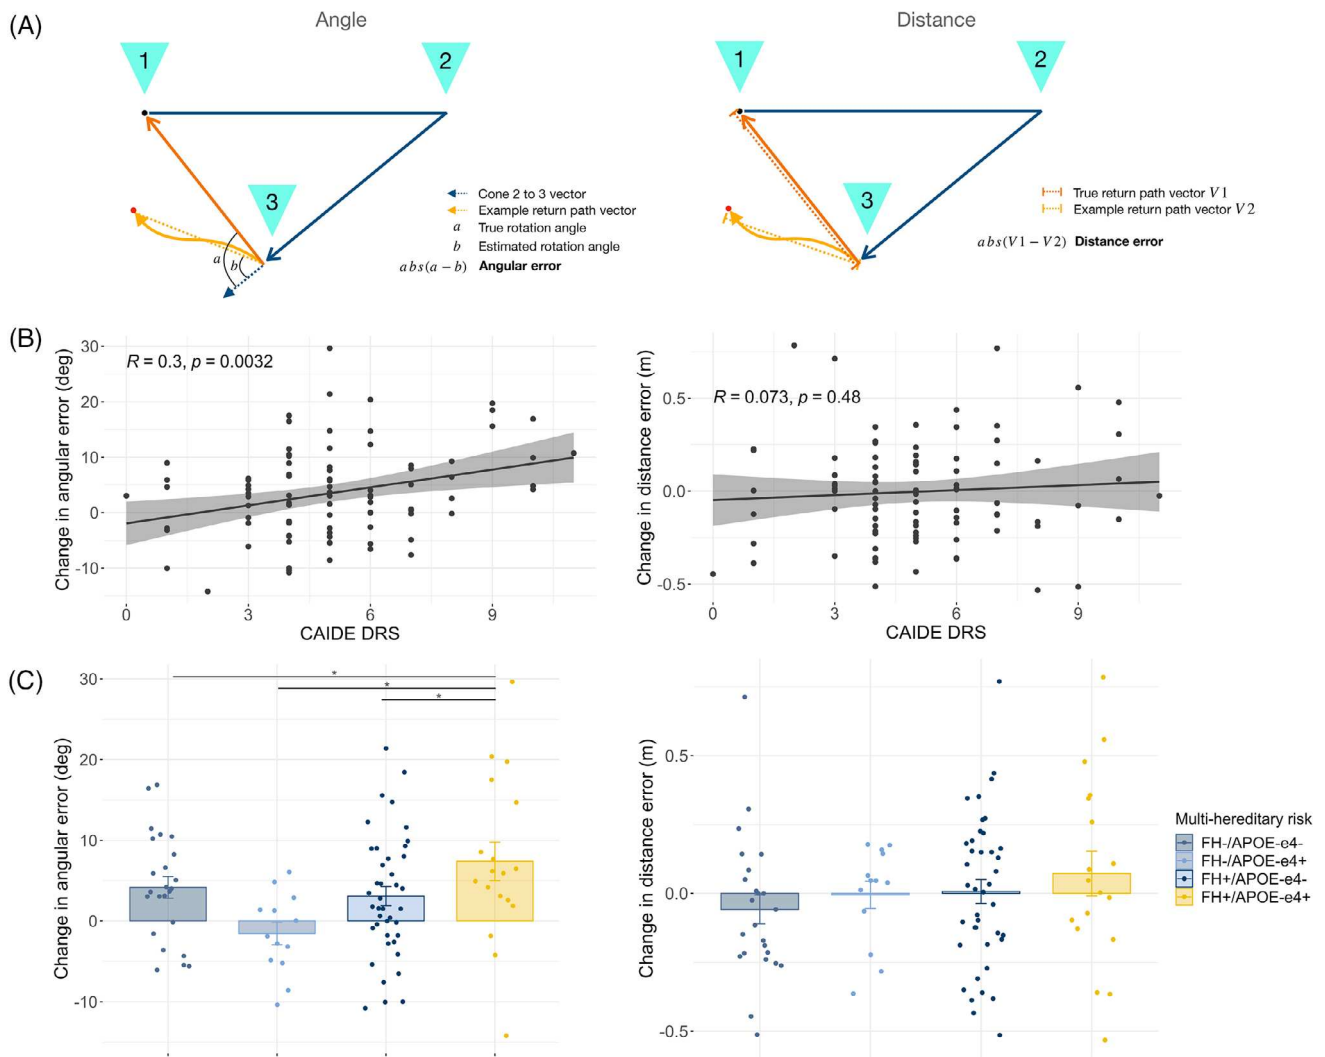 (A)
Angle
1
2
3
a
b
Cone 2 to 3 vector
Example return path vector
a True rotation angle
b Estimated rotation angle
abs(a − b) Angular error
Distance
1
2
3
True return path vector V1
Example return path vector V2
abs(V1 − V2) Distance error
(B)
Change in angular error (deg)
30
20
10
0
-10
R = 0.3, p = 0.0032
0 3 6 9
CAIDE DRS
Change in distance error (m)
0.5
0.0
-0.5
R = 0.073, p = 0.48
0 3 6 9
CAIDE DRS
(C)
Change in angular error (deg)
30
20
10
0
-10
*
*
*
Change in distance error (m)
0.5
0.0
-0.5
Multi-hereditary risk
FH-/APOE-e4-
FH-/APOE-e4+
FH+/APOE-e4-
FH+/APOE-e4+